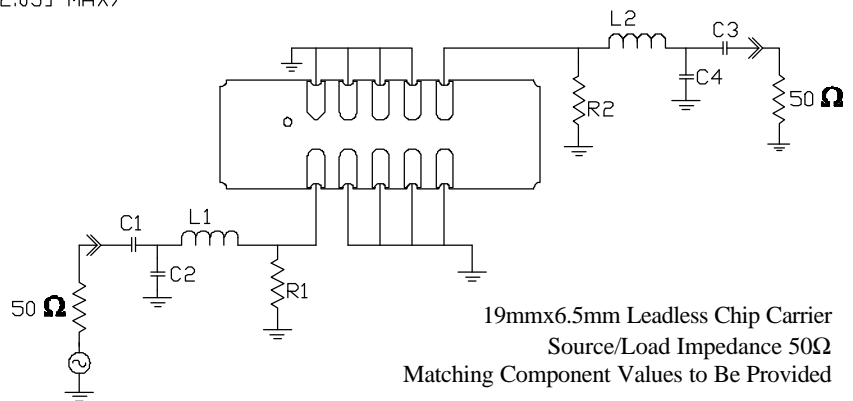 MAX)
L2
C3
C4
R2
50 Ω
C1
L1
C2
R1
50 Ω
19mmx6.5mm Leadless Chip Carrier
Source/Load Impedance 50Ω
Matching Component Values to Be Provided